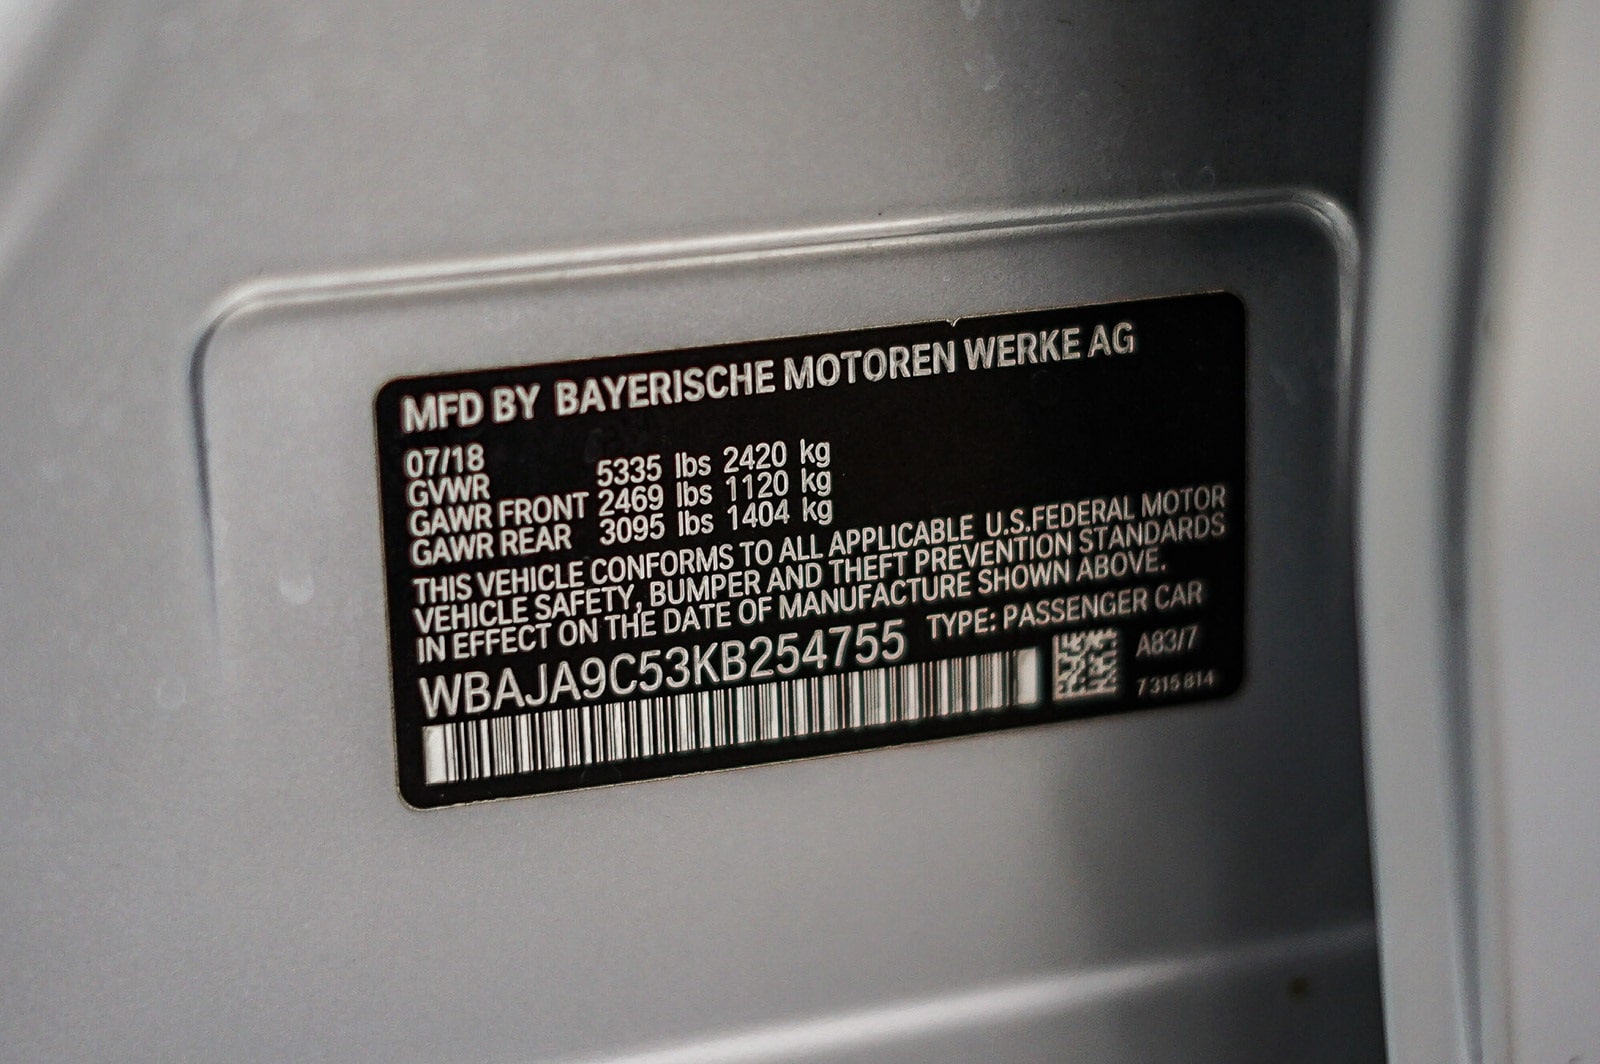 MFD BY BAYERISCHE MOTOREN WERKE AG
07/18
GVWR 5335 lbs 2420 kg
GAWR FRONT 2469 lbs 1120 kg
GAWR REAR 3095 lbs 1404 kg
THIS VEHICLE CONFORMS TO ALL APPLICABLE U.S.FEDERAL MOTOR
VEHICLE SAFETY, BUMPER AND THEFT PREVENTION STANDARDS
IN EFFECT ON THE DATE OF MANUFACTURE SHOWN ABOVE.
WBAJA9C53KB254755 TYPE: PASSENGER CAR
A83/7
7 315 814